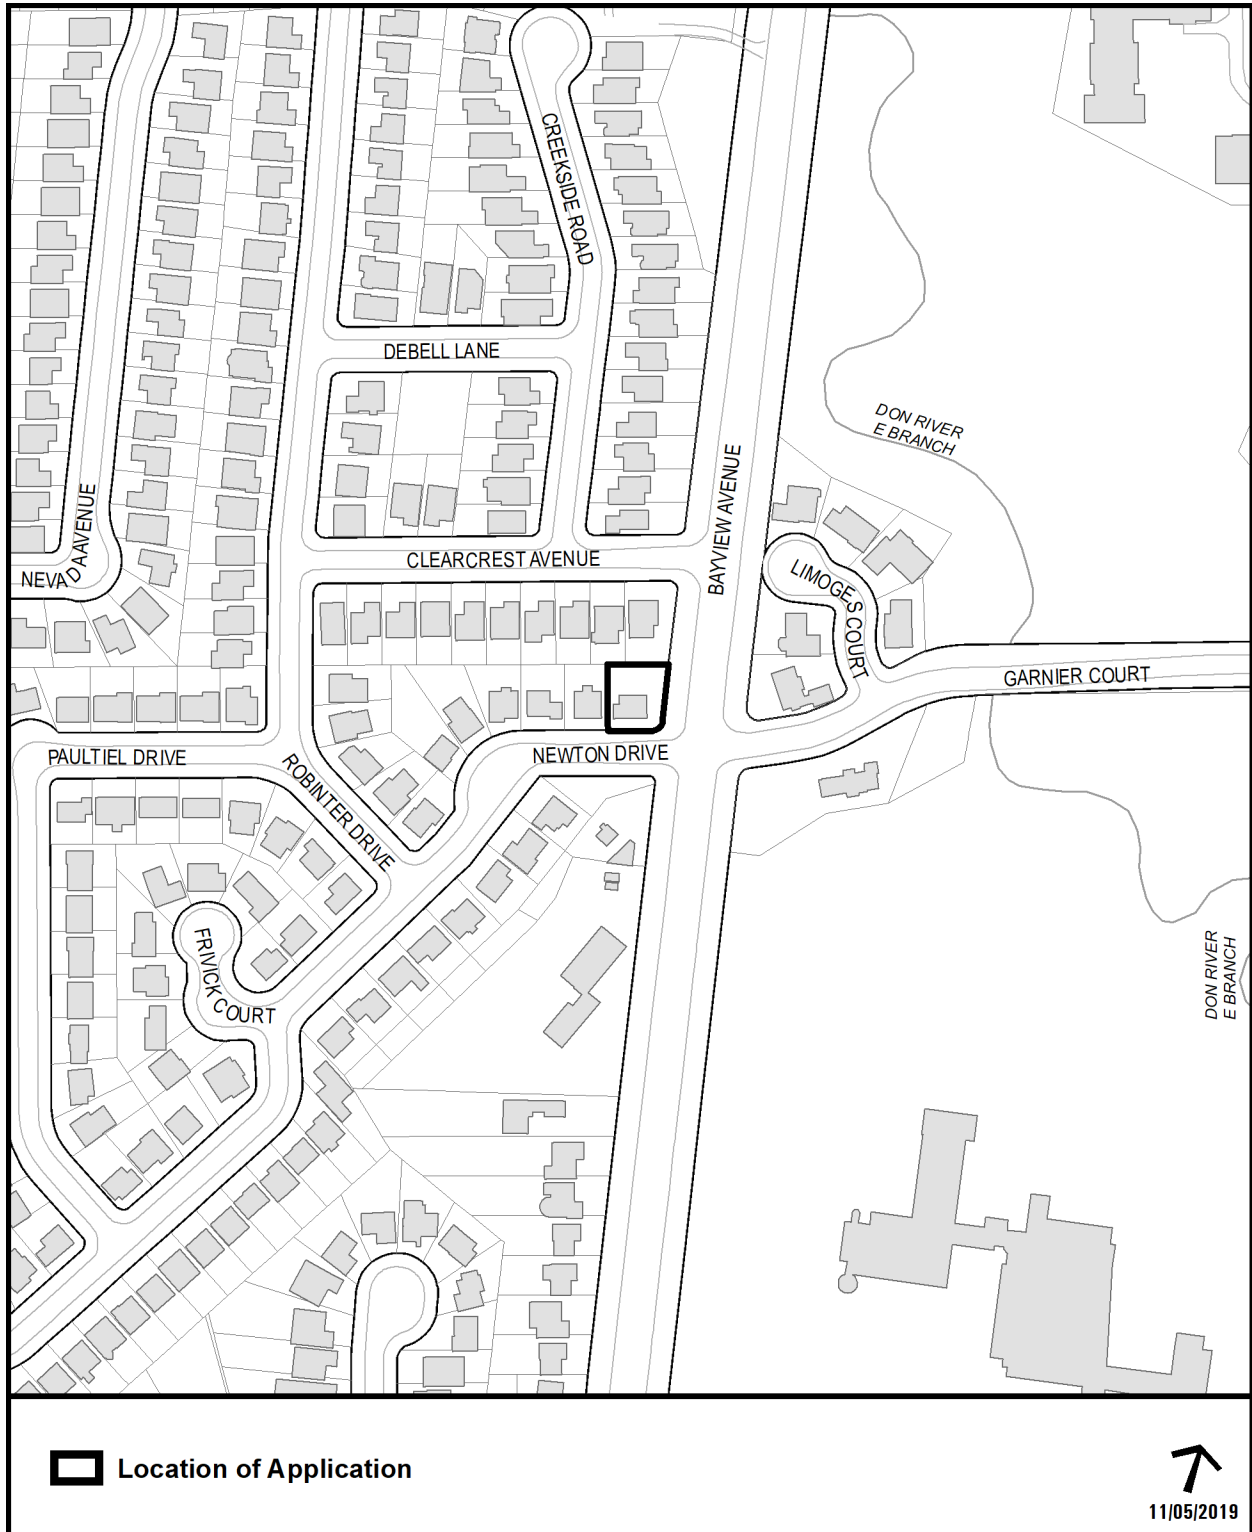 CREEKSIDE ROAD
DEBELL LANE
DON RIVER
E BRANCH
BAYVIEW AVENUE
NEVADA AVENUE
CLEARCREST AVENUE
LIMOGES COURT
GARNIER COURT
PAULTIEL DRIVE
ROBINTER DRIVE
NEWTON DRIVE
FRIVICK COURT
DON RIVER
E BRANCH
Location of Application
11/05/2019